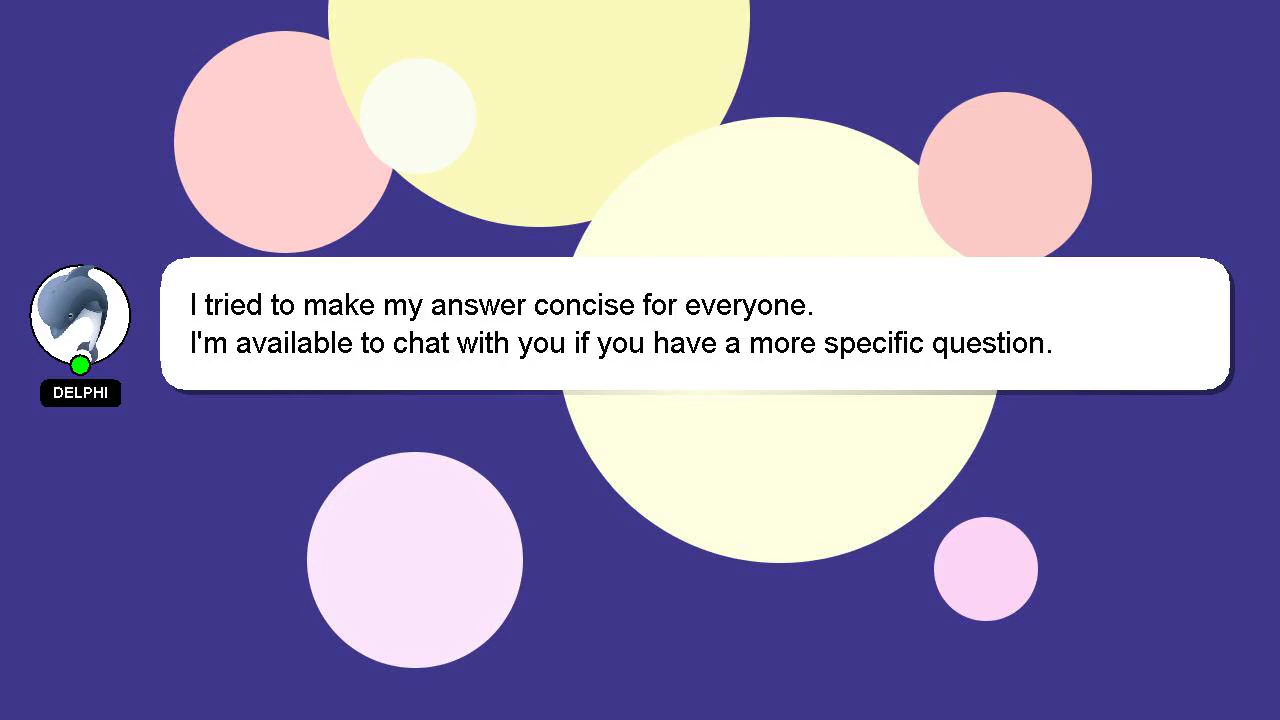 I tried to make my answer concise for everyone.
I'm available to chat with you if you have a more specific question.
DELPHI